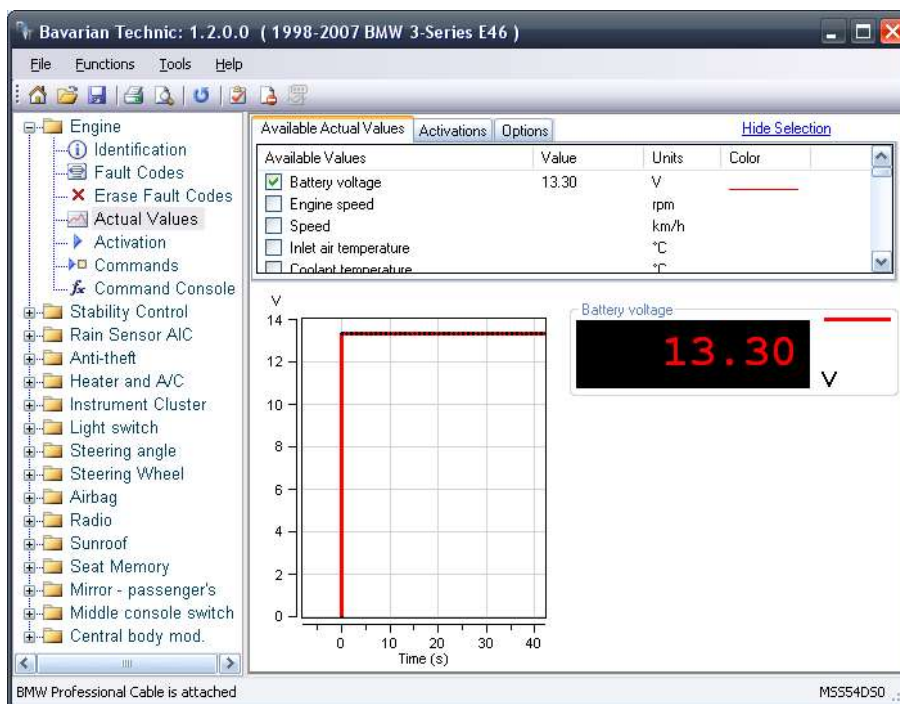 Bavarian Technic: 1.2.0.0 ( 1998-2007 BMW 3-Series E46 )
File Functions Tools Help
Engine
Identification
Fault Codes
Erase Fault Codes
Actual Values
Activation
Commands
fx Command Console
Stability Control
Rain Sensor AIC
Anti-theft
Heater and A/C
Instrument Cluster
Light switch
Steering angle
Steering Wheel
Airbag
Radio
Sunroof
Seat Memory
Mirror - passenger's
Middle console switch
Central body mod.
Available Actual Values Activations Options Hide Selection
Available Values Value Units Color
Battery voltage 13.30 V
Engine speed rpm
Speed km/h
Inlet air temperature °C
Coolant temperature °C
V
14
12
10
8
6
4
2
0
0 10 20 30 40
Time (s)
Battery voltage
13.30
V
BMW Professional Cable is attached MSS54DS0